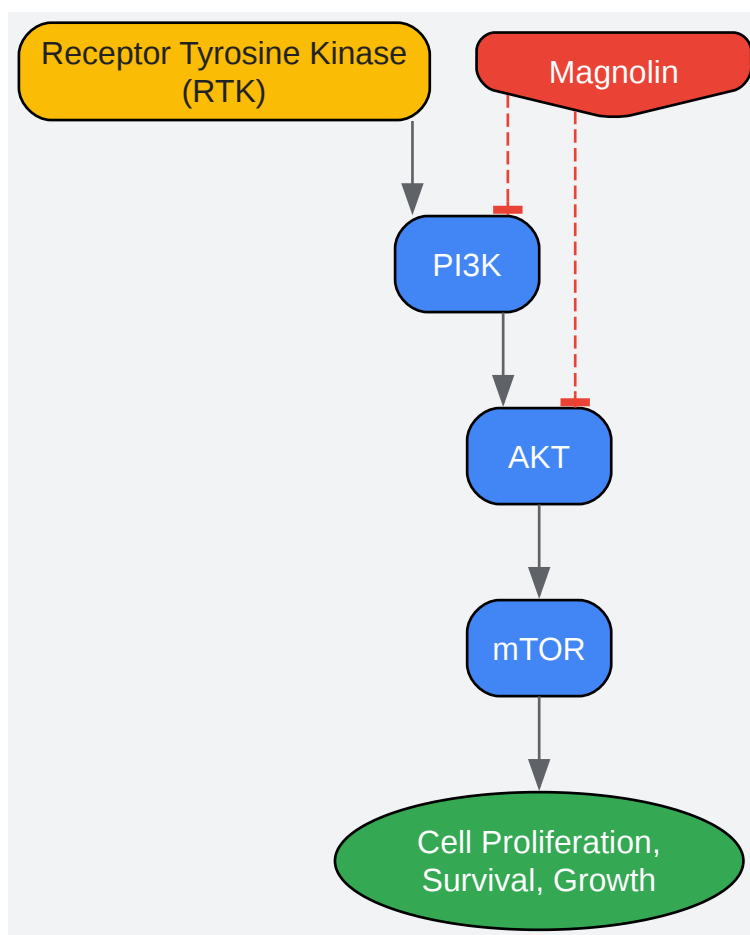 Receptor Tyrosine Kinase
(RTK)
Magnolin
PI3K
AKT
mTOR
Cell Proliferation,
Survival, Growth